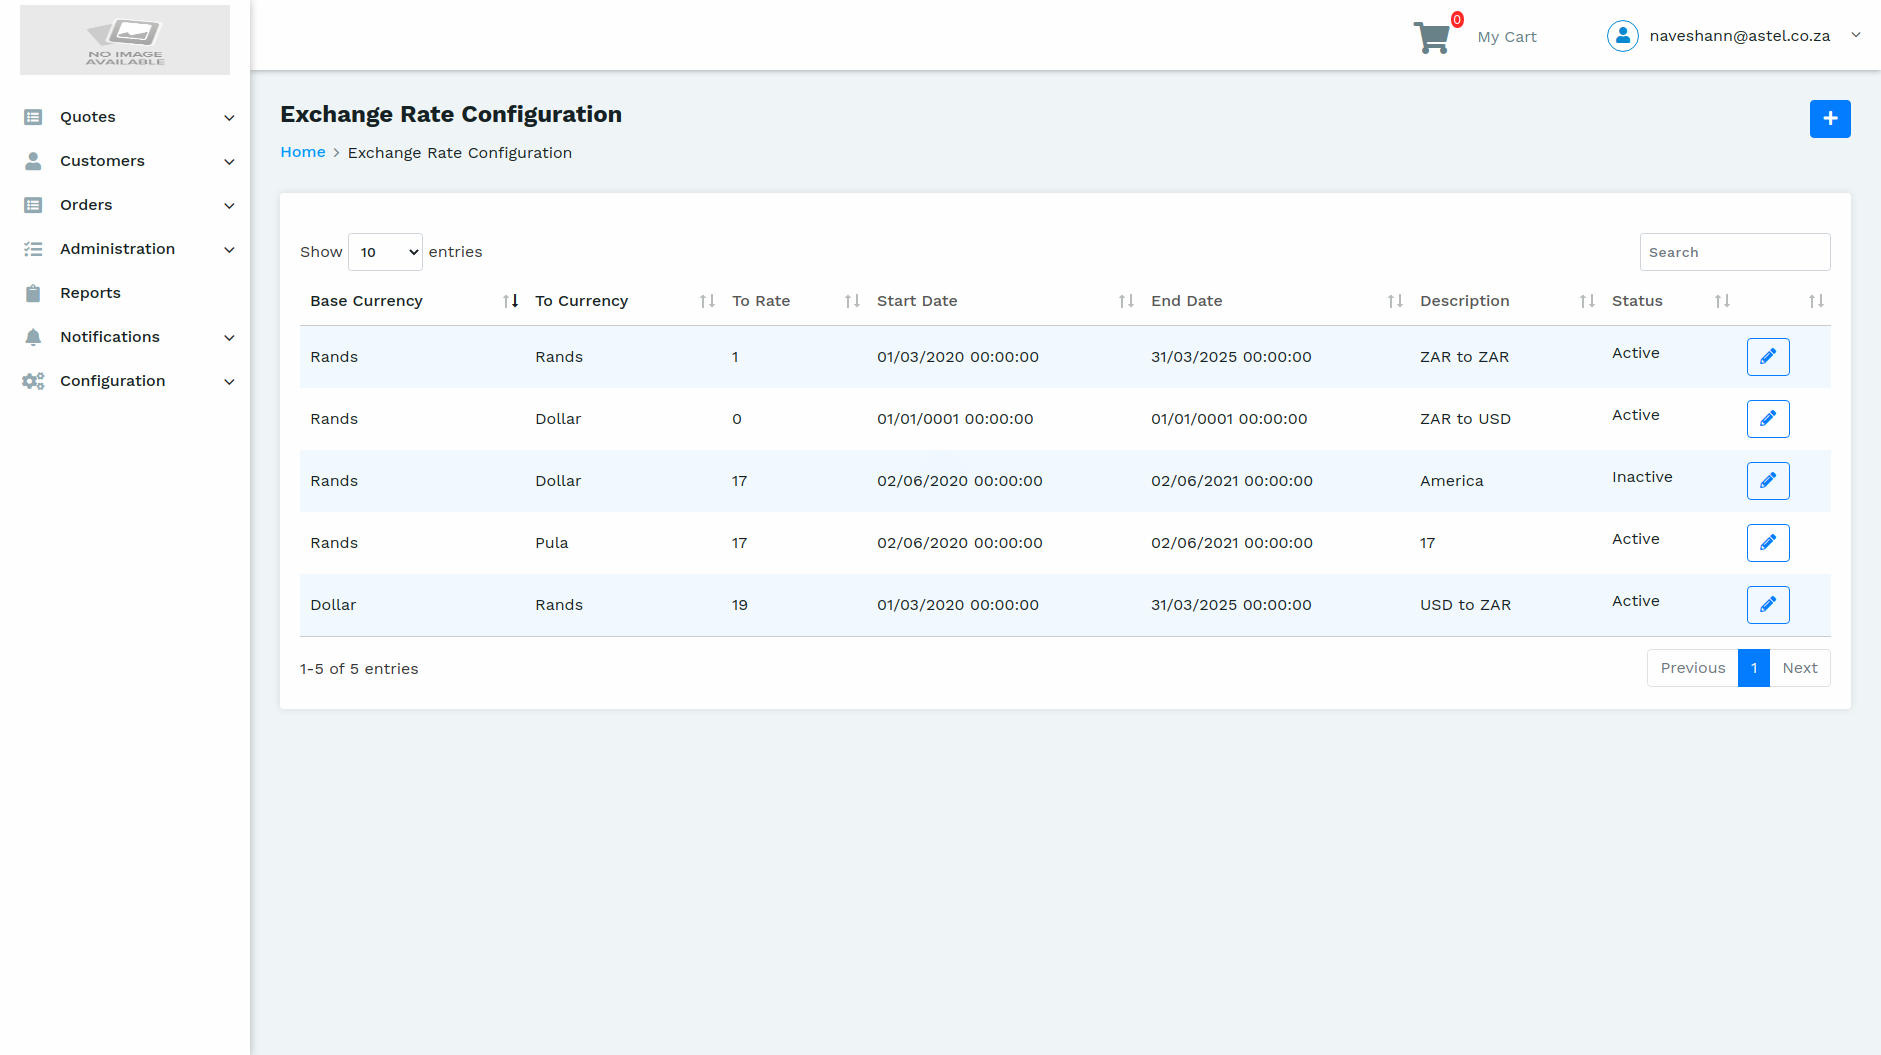 NO IMAGE
AVAILABLE
0
My Cart
naveshann@astel.co.za
Quotes
Customers
Orders
Administration
Reports
Notifications
Configuration
Exchange Rate Configuration
Home > Exchange Rate Configuration
Show 10 entries
Search
Base Currency To Currency To Rate Start Date End Date Description Status
Rands Rands 1 01/03/2020 00:00:00 31/03/2025 00:00:00 ZAR to ZAR Active
Rands Dollar 0 01/01/0001 00:00:00 01/01/0001 00:00:00 ZAR to USD Active
Rands Dollar 17 02/06/2020 00:00:00 02/06/2021 00:00:00 America Inactive
Rands Pula 17 02/06/2020 00:00:00 02/06/2021 00:00:00 17 Active
Dollar Rands 19 01/03/2020 00:00:00 31/03/2025 00:00:00 USD to ZAR Active
1-5 of 5 entries
Previous 1 Next